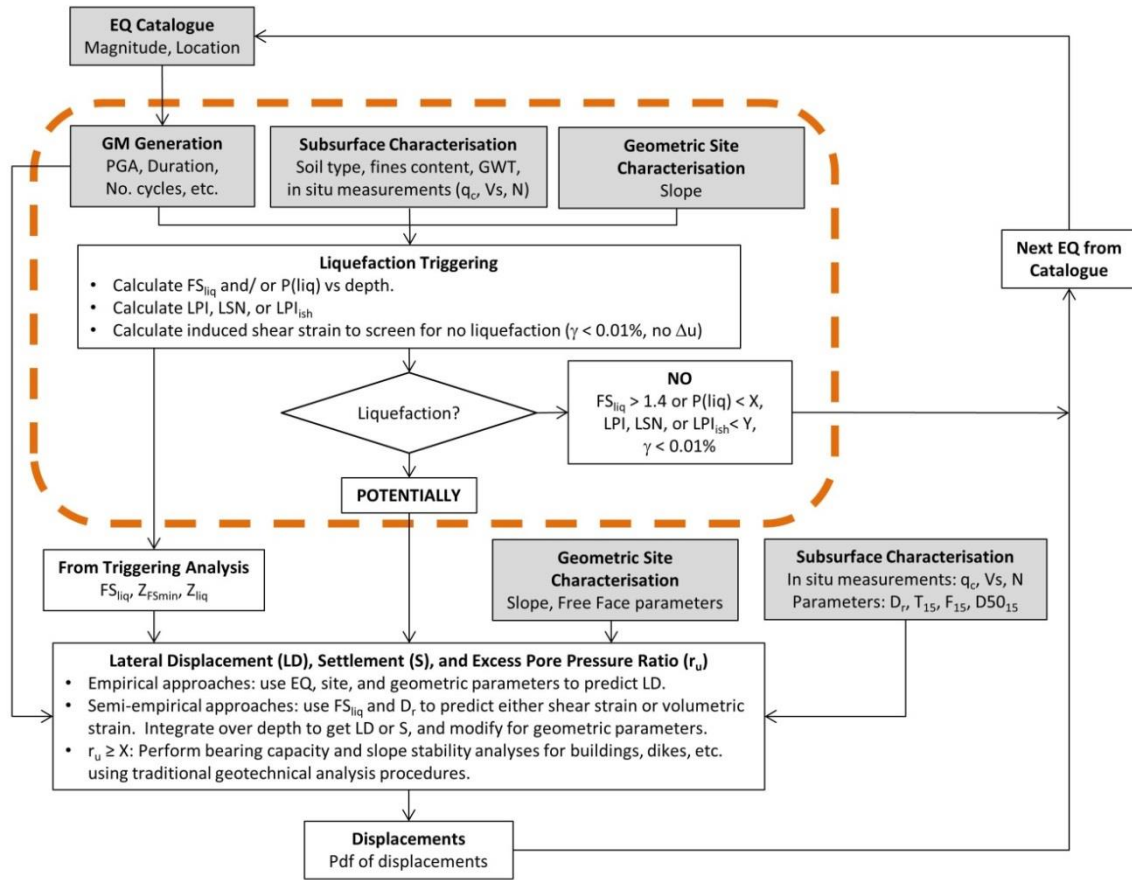 EQ Catalogue
Magnitude, Location
GM Generation
PGA, Duration,
No. cycles, etc.
Subsurface Characterisation
Soil type, fines content, GWT,
in situ measurements (qc, Vs, N)
Geometric Site
Characterisation
Slope
Next EQ from
Catalogue
Liquefaction Triggering
• Calculate FSliq and/ or P(liq) vs depth.
• Calculate LPI, LSN, or LPIish
• Calculate induced shear strain to screen for no liquefaction (γ < 0.01%, no Δu)
Liquefaction?
NO
FSliq > 1.4 or P(liq) < X,
LPI, LSN, or LPIish< Y,
γ < 0.01%
POTENTIALLY
From Triggering Analysis
FSliq, ZFSmin, Zliq
Geometric Site
Characterisation
Slope, Free Face parameters
Subsurface Characterisation
In situ measurements: qc, Vs, N
Parameters: Dr, T15, F15, D5015
Lateral Displacement (LD), Settlement (S), and Excess Pore Pressure Ratio (ru)
• Empirical approaches: use EQ, site, and geometric parameters to predict LD.
• Semi-empirical approaches: use FSliq and Dr to predict either shear strain or volumetric
strain. Integrate over depth to get LD or S, and modify for geometric parameters.
• ru ≥ X: Perform bearing capacity and slope stability analyses for buildings, dikes, etc.
using traditional geotechnical analysis procedures.
Displacements
Pdf of displacements